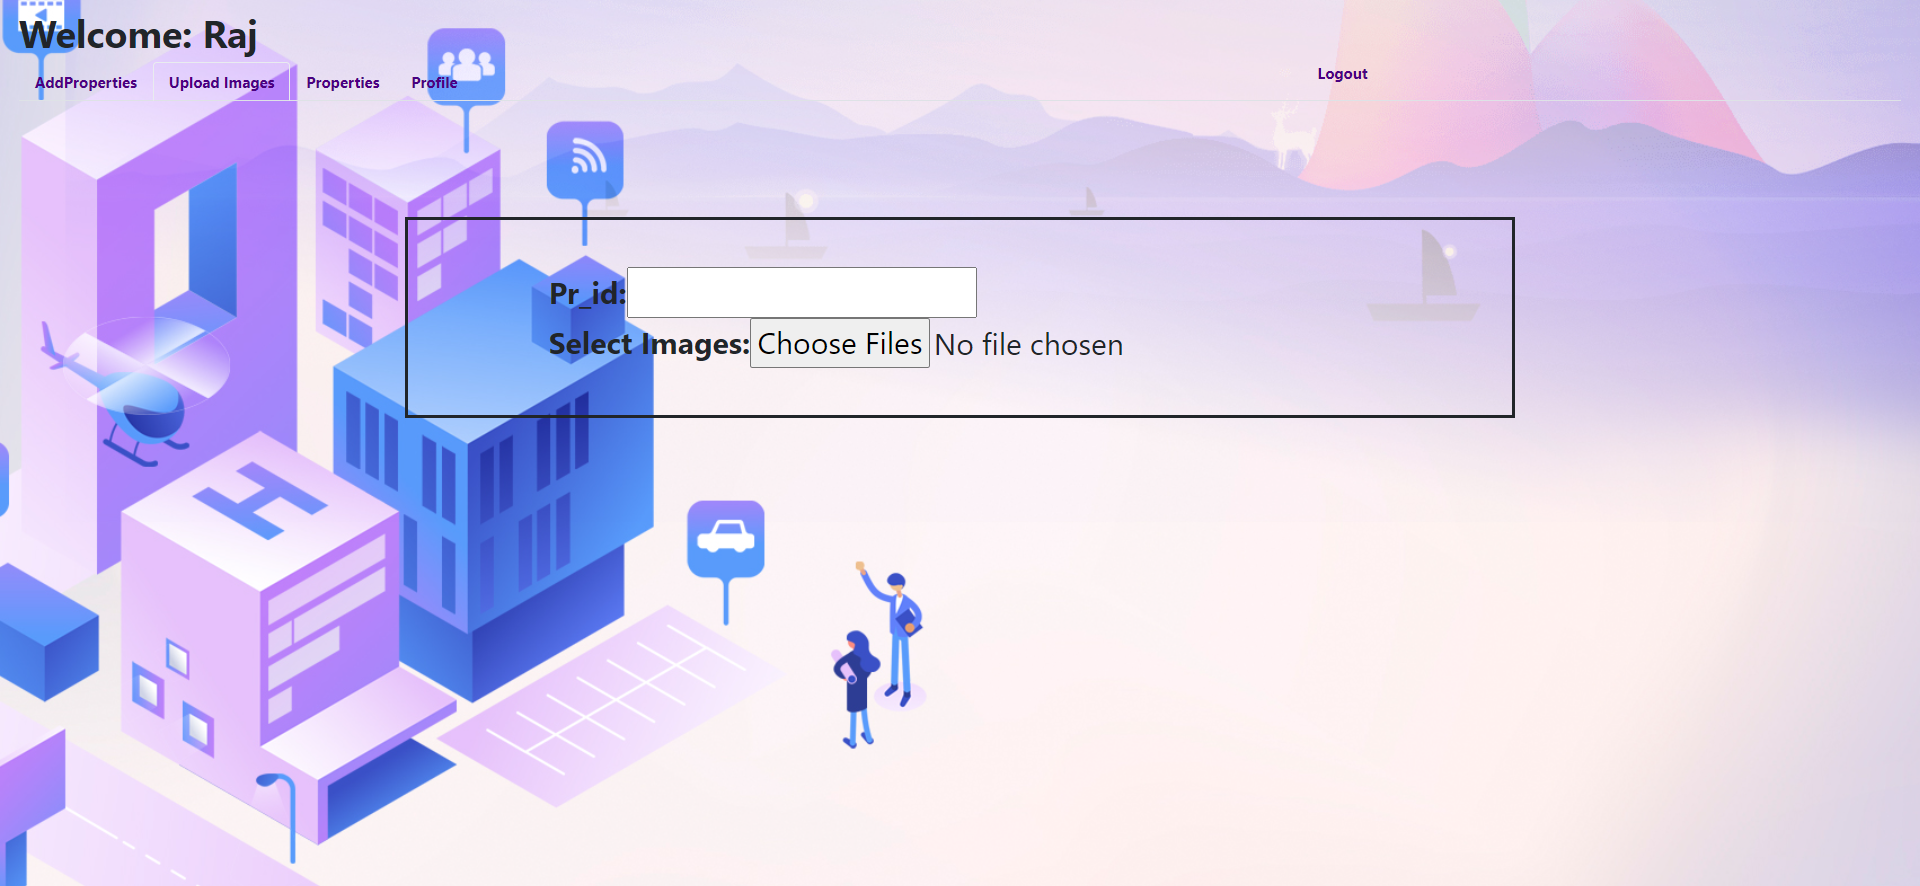 Welcome: Raj
AddProperties Upload Images Properties Profile Logout
Pr_id:
Select Images: Choose Files No file chosen
H